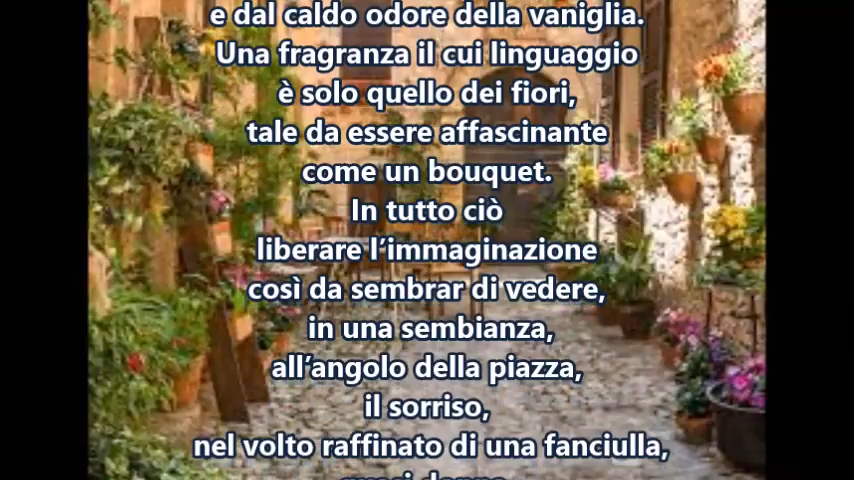 e dal caldo odore della vaniglia.
Una fragranza il cui linguaggio
è solo quello dei fiori,
tale da essere affascinante
come un bouquet.
In tutto ciò
liberare l’immaginazione
così da sembrar di vedere,
in una sembianza,
all’angolo della piazza,
il sorriso,
nel volto raffinato di una fanciulla,